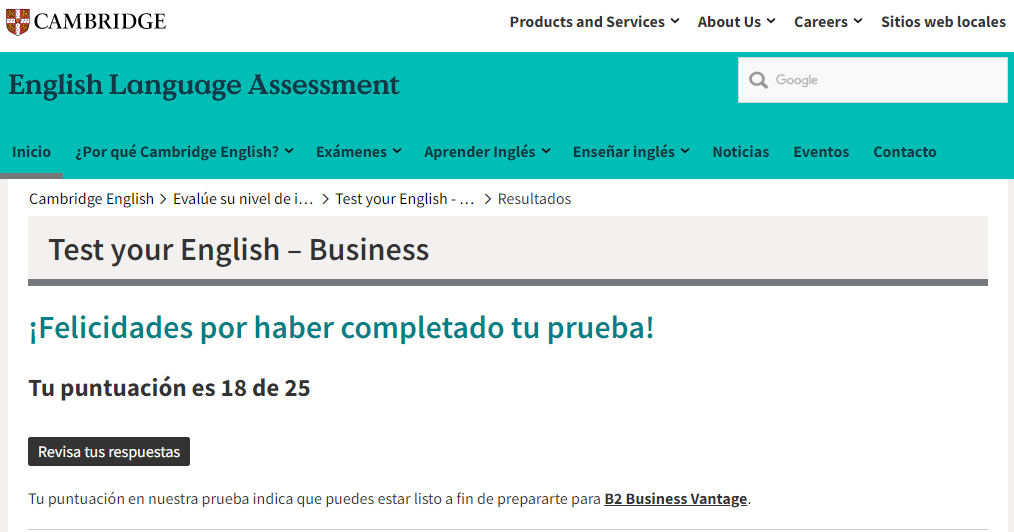 CAMBRIDGE
Products and Services About Us Careers Sitios web locales
English Language Assessment
Google
Inicio ¿Por qué Cambridge English? Exámenes Aprender Inglés Enseñar inglés Noticias Eventos Contacto
Cambridge English > Evalúe su nivel de i... > Test your English - ... > Resultados
Test your English – Business
¡Felicidades por haber completado tu prueba!
Tu puntuación es 18 de 25
Revisa tus respuestas
Tu puntuación en nuestra prueba indica que puedes estar listo a fin de prepararte para B2 Business Vantage.